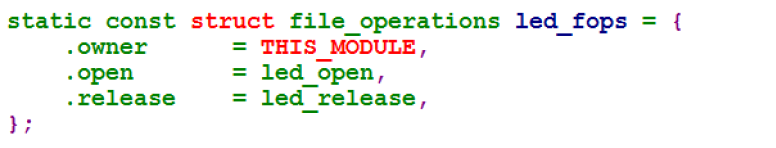 static const struct file_operations led_fops = {
    .owner      = THIS_MODULE,
    .open       = led_open,
    .release    = led_release,
};